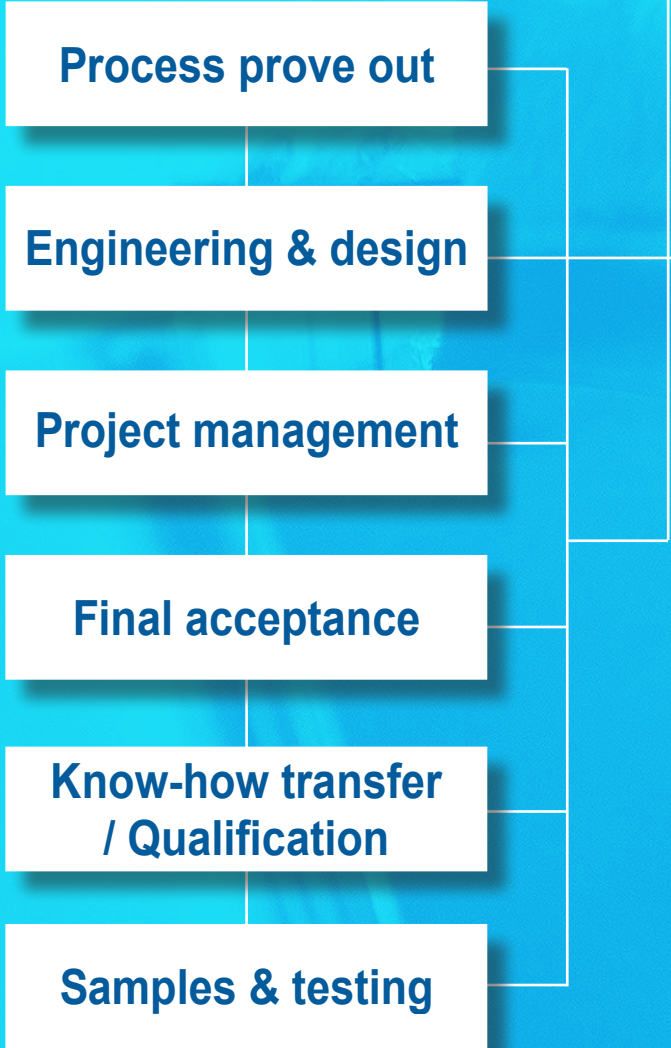 Process prove out
Engineering & design
Project management
Final acceptance
Know-how transfer
/ Qualification
Samples & testing